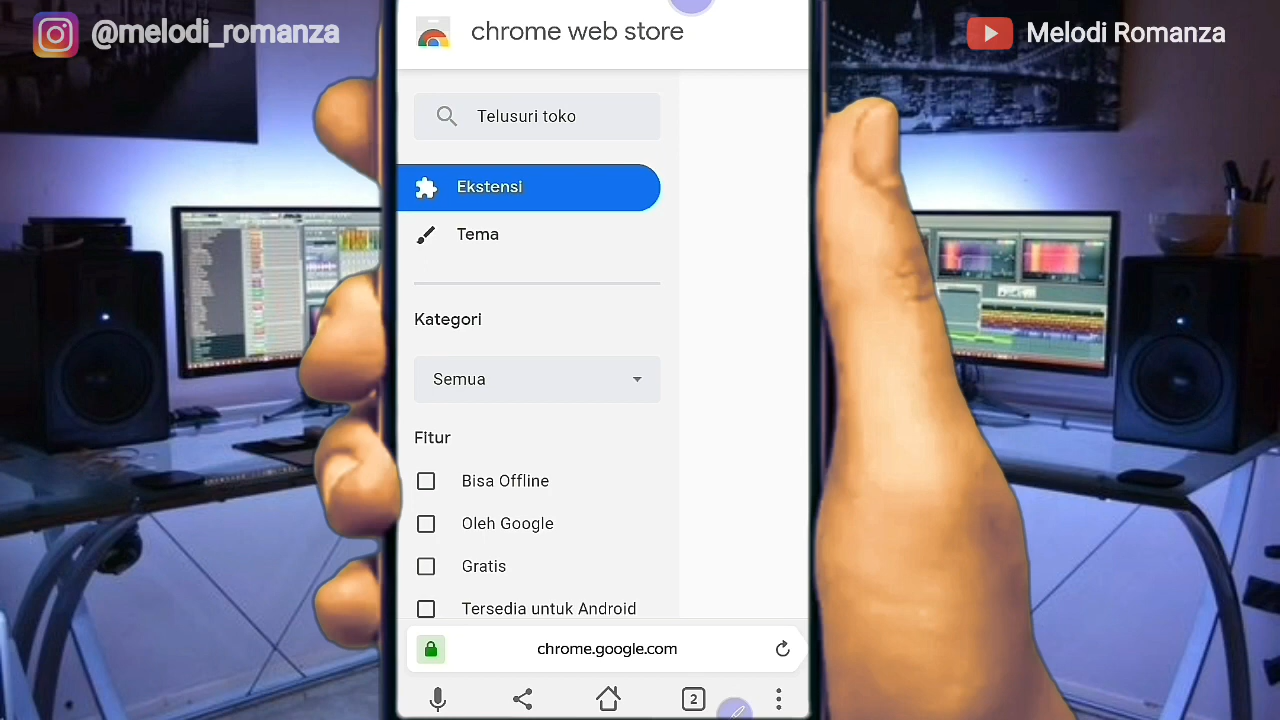 @melodi_romanza
Melodi Romanza
chrome web store
Telusuri toko
Ekstensi
Tema
Kategori
Semua
Fitur
Bisa Offline
Oleh Google
Gratis
Tersedia untuk Android
chrome.google.com
2